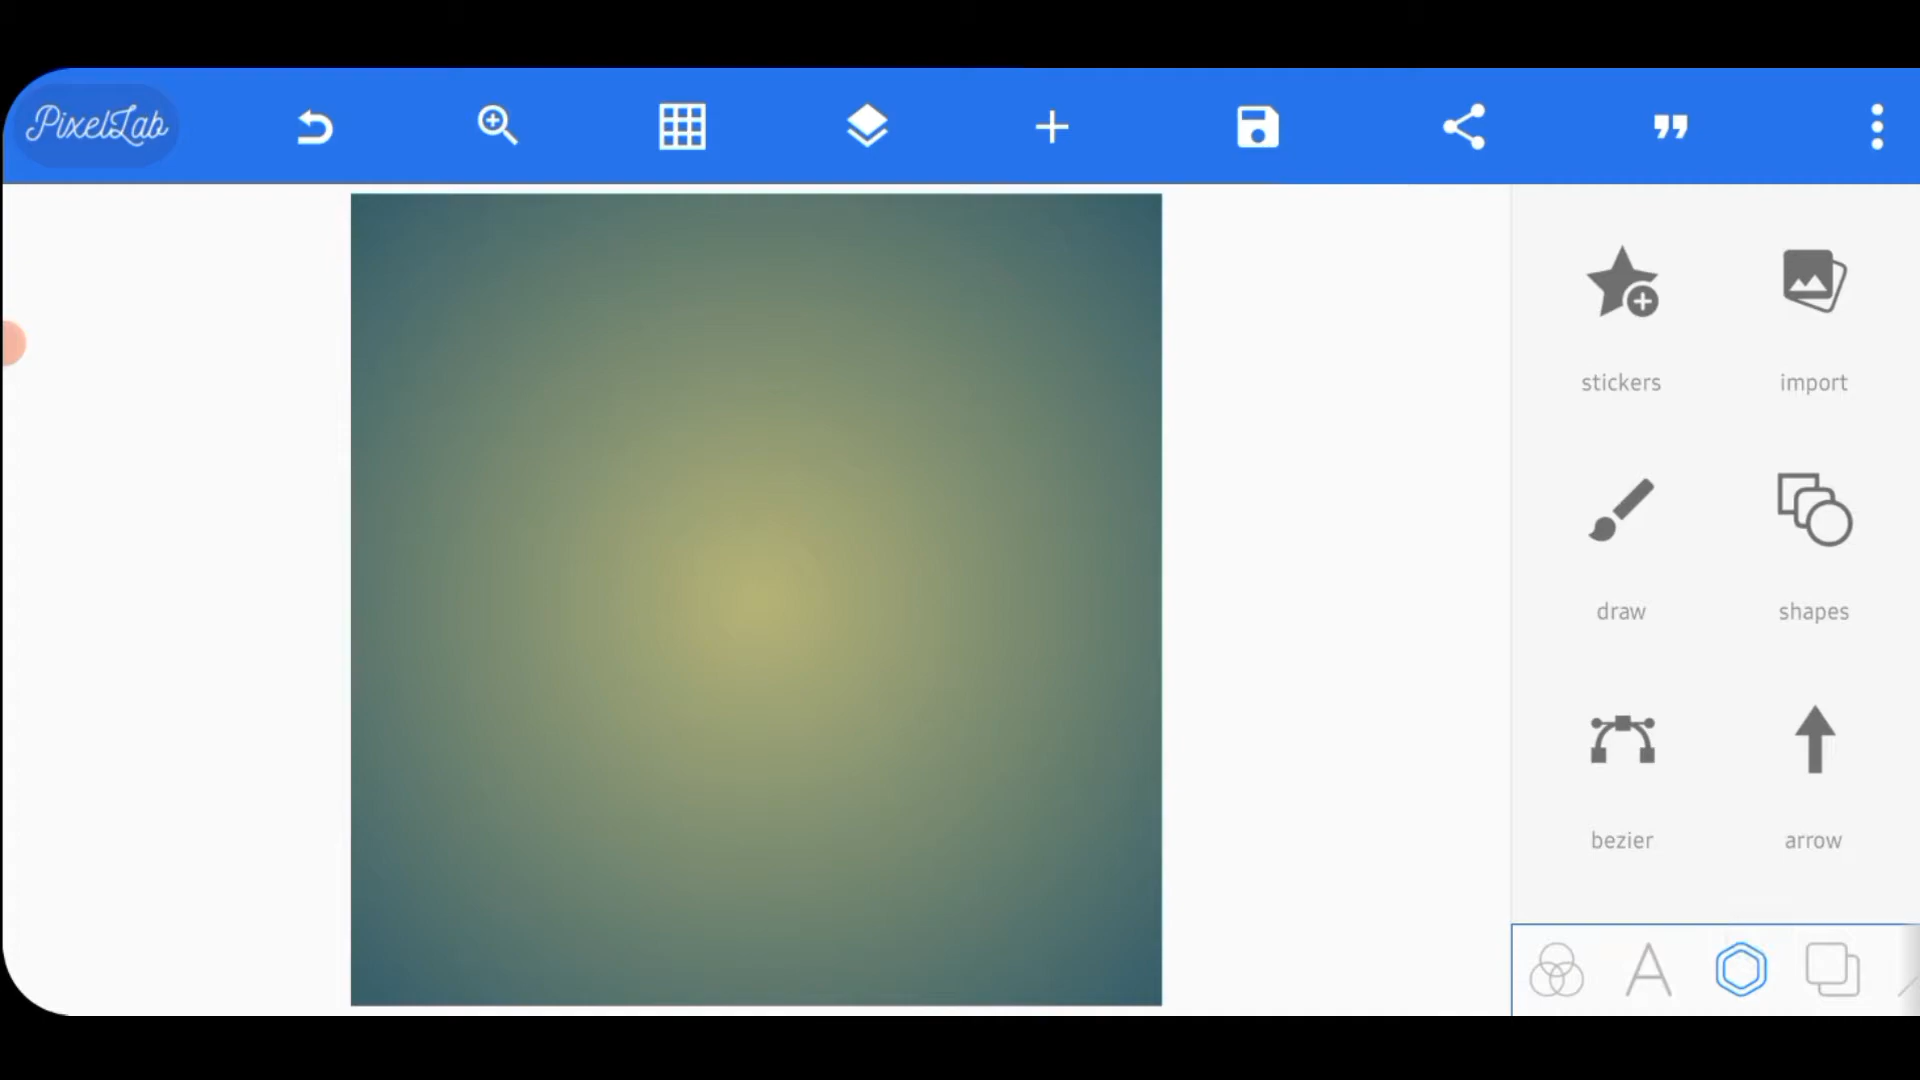 PixelLab
stickers
import
draw
shapes
bezier
arrow